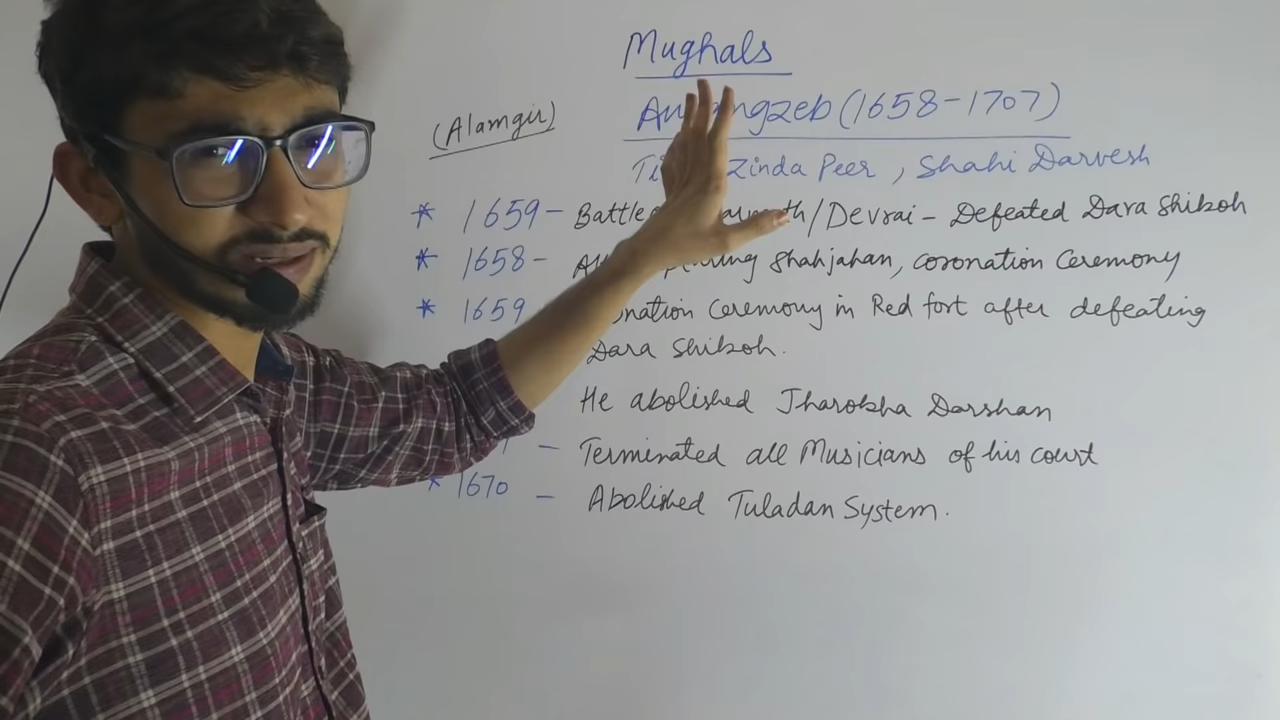 Mughals
(Alamgir)
Aurangzeb (1658-1707)
Zinda Peer, Shahi Darvesh
* 1659 - Battle /Devrai - Defeated Dara Shikoh
* 1658 - Shahjahan, coronation Ceremony
* 1659 Ceremony in Red fort after defeating
Dara Shikoh.
He abolished Jharokha Darshan
- Terminated all Musicians of his court
* 1670 - Abolished Tuladan System.